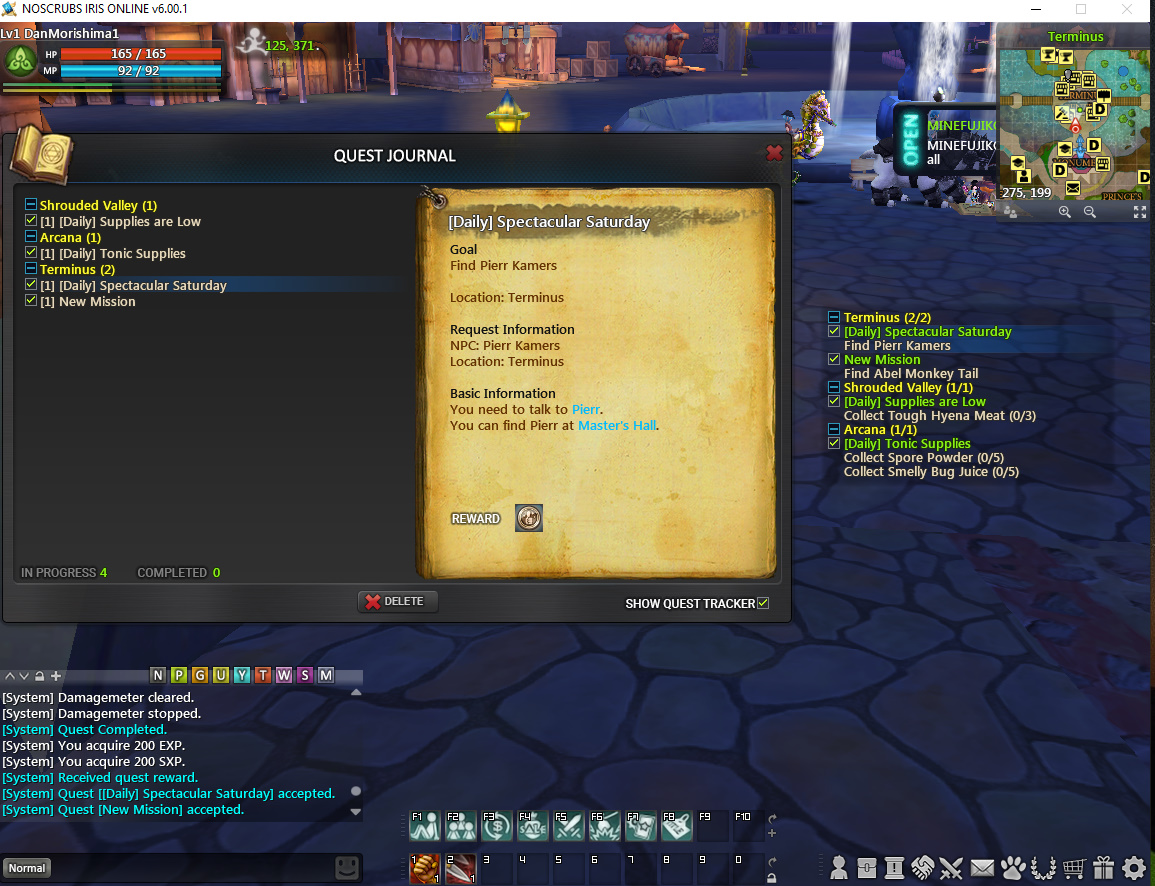 NOSCRUBS IRIS ONLINE v6.00.1
Lv1 DanMorishima1
HP 165 / 165
MP 92 / 92
125, 371.
Terminus
275, 199
OPEN
MINEFUJIKO
MINEFUJIKO
all
QUEST JOURNAL
Shrouded Valley (1)
[1] [Daily] Supplies are Low
Arcana (1)
[1] [Daily] Tonic Supplies
Terminus (2)
[1] [Daily] Spectacular Saturday
[1] New Mission
IN PROGRESS 4 COMPLETED 0
[Daily] Spectacular Saturday
Goal
Find Pierr Kamers
Location: Terminus
Request Information
NPC: Pierr Kamers
Location: Terminus
Basic Information
You need to talk to Pierr.
You can find Pierr at Master's Hall.
REWARD
DELETE
SHOW QUEST TRACKER
Terminus (2/2)
[Daily] Spectacular Saturday
Find Pierr Kamers
New Mission
Find Abel Monkey Tail
Shrouded Valley (1/1)
[Daily] Supplies are Low
Collect Tough Hyena Meat (0/3)
Arcana (1/1)
[Daily] Tonic Supplies
Collect Spore Powder (0/5)
Collect Smelly Bug Juice (0/5)
N P G U Y T W S M
[System] Damagemeter cleared.
[System] Damagemeter stopped.
[System] Quest Completed.
[System] You acquire 200 EXP.
[System] You acquire 200 SXP.
[System] Received quest reward.
[System] Quest [[Daily] Spectacular Saturday] accepted.
[System] Quest [New Mission] accepted.
Normal
F1 F2 F3 F4 F5 F6 F7 F8 F9 F10
SALE
1 2 3 4 5 6 7 8 9 0
1 1